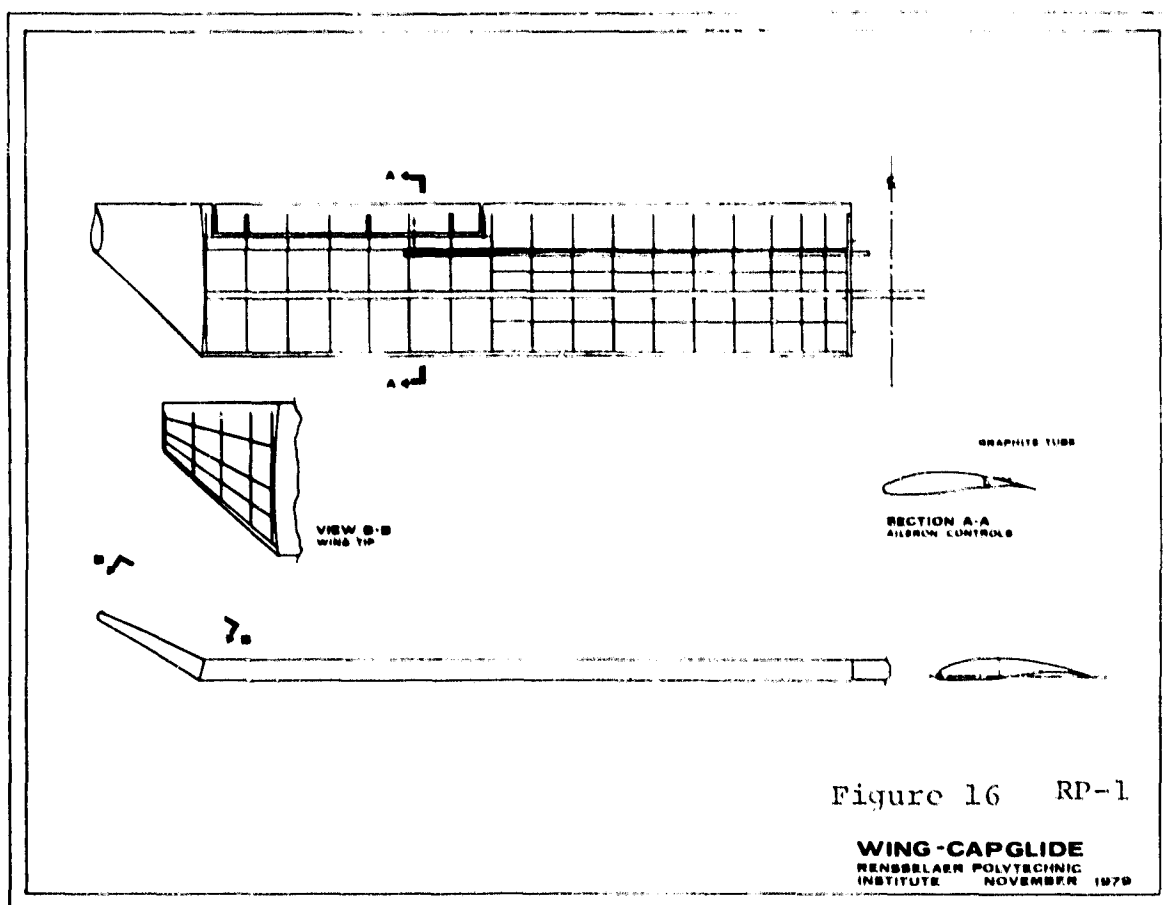 A
A
GRAPHITE TUBE
SECTION A-A
AILERON CONTROLS
VIEW B-B
WING TIP
B
B
Figure 16 RP-1
WING-CAPGLIDE
RENSSELAER POLYTECHNIC
INSTITUTE NOVEMBER 1979